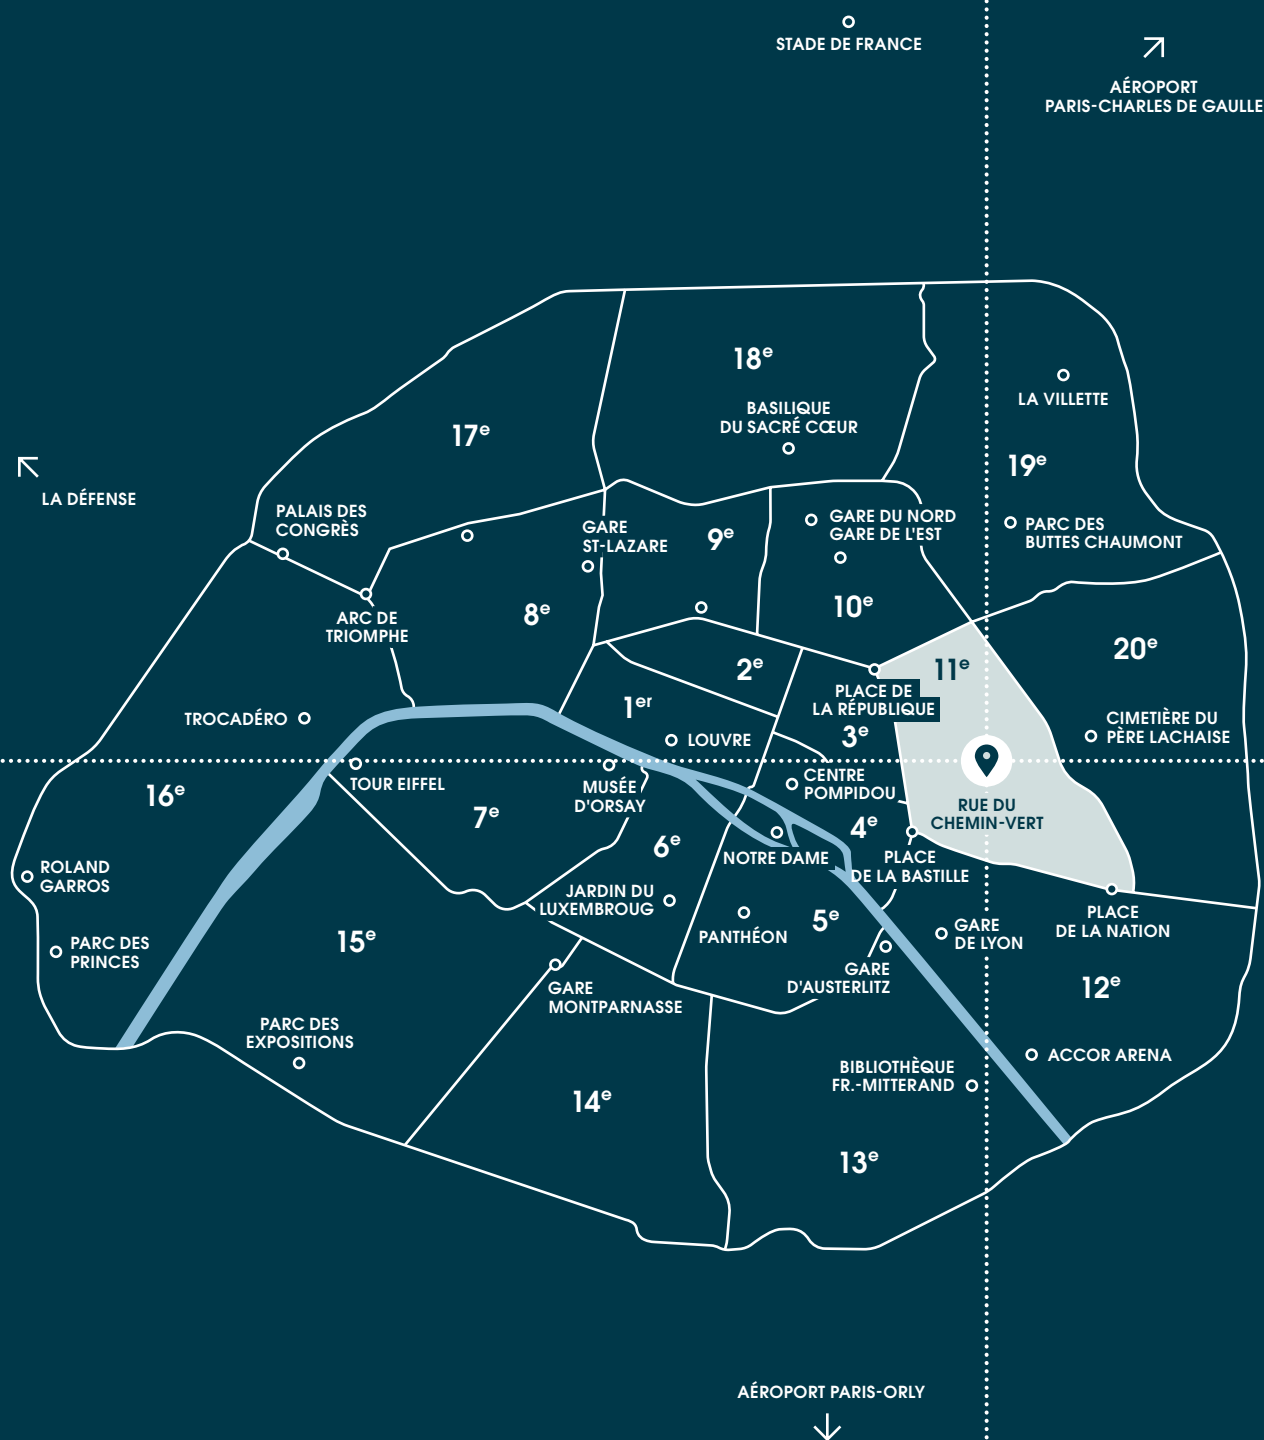 STADE DE FRANCE
AÉROPORT
PARIS-CHARLES DE GAULLE
18e
BASILIQUE
DU SACRÉ CŒUR
LA VILLETTE
17e
19e
LA DÉFENSE
PALAIS DES
CONGRÈS
GARE
ST-LAZARE
9e
GARE DU NORD
GARE DE L'EST
PARC DES
BUTTES CHAUMONT
8e
10e
ARC DE
TRIOMPHE
20e
2e
11e
1er
PLACE DE
LA RÉPUBLIQUE
TROCADÉRO
CIMETIÈRE DU
PÈRE LACHAISE
LOUVRE
3e
TOUR EIFFEL
MUSÉE
D'ORSAY
CENTRE
POMPIDOU
16e
RUE DU
CHEMIN-VERT
7e
6e
4e
NOTRE DAME
PLACE
DE LA BASTILLE
ROLAND
GARROS
JARDIN DU
LUXEMBROUG
5e
PLACE
DE LA NATION
PANTHÉON
GARE
DE LYON
15e
PARC DES
PRINCES
GARE
D'AUSTERLITZ
12e
GARE
MONTPARNASSE
PARC DES
EXPOSITIONS
ACCOR ARENA
BIBLIOTHÈQUE
FR.-MITTERAND
14e
13e
AÉROPORT PARIS-ORLY